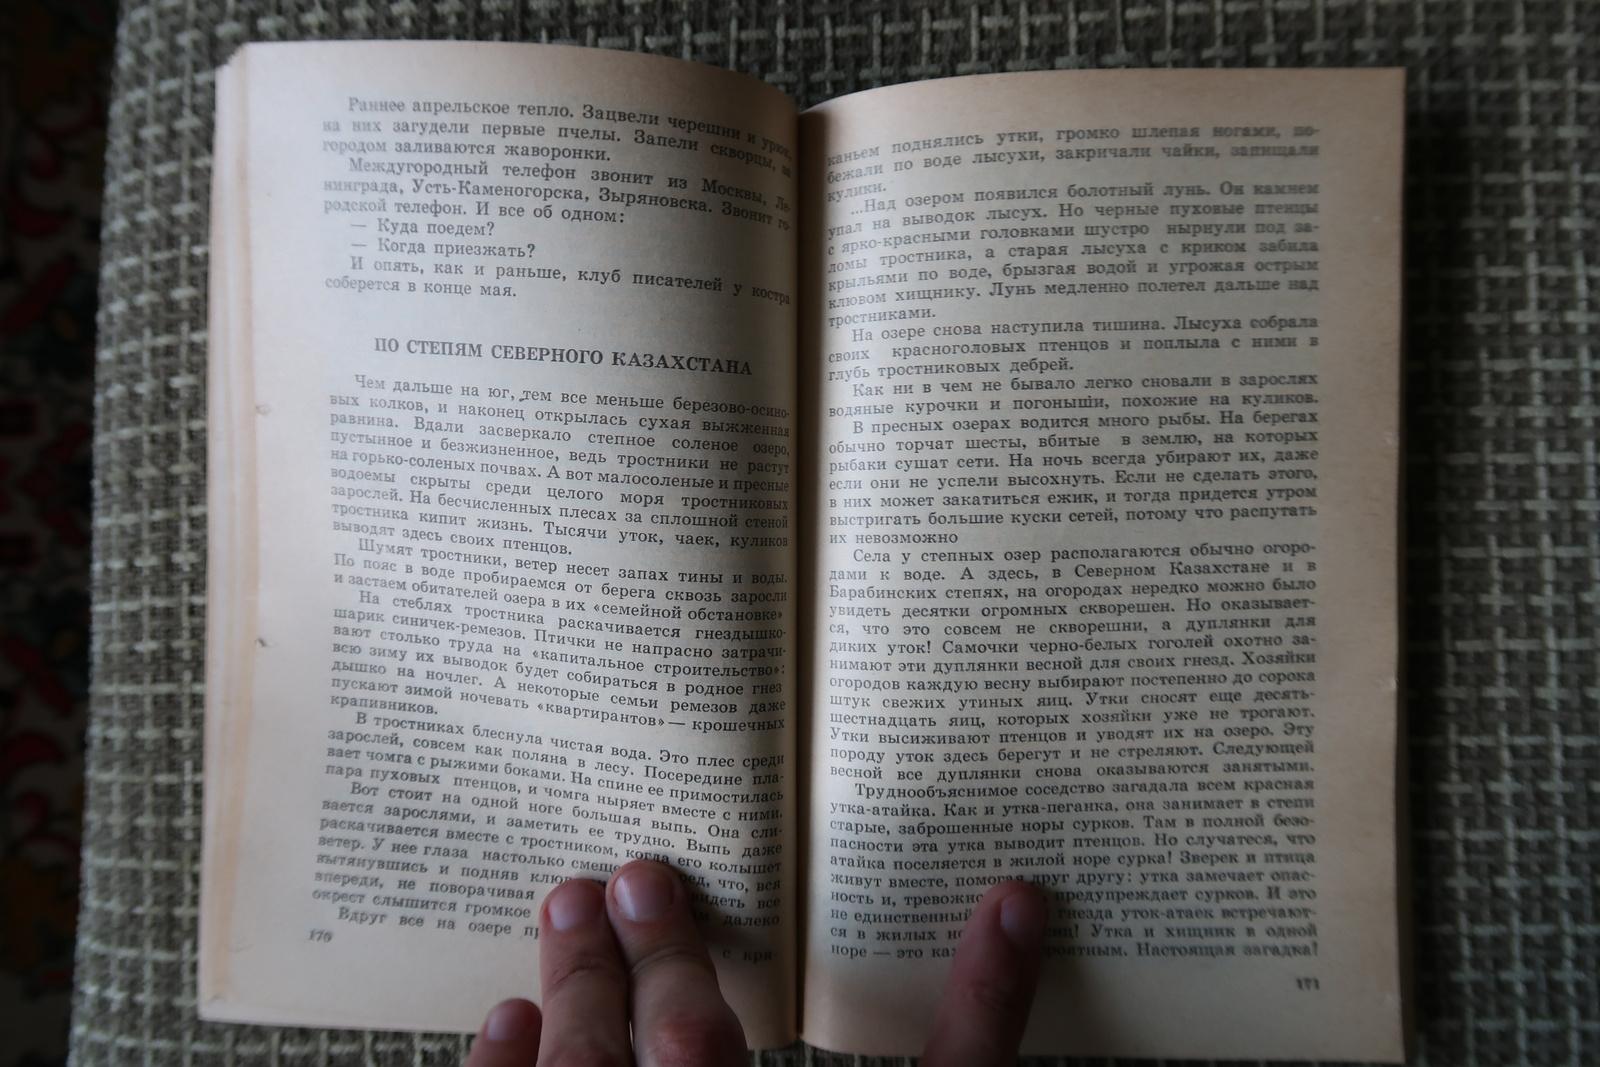 Раннее апрельское тепло. Зацвели черешни и урюк,
на них загудели первые пчелы. Запели скворцы, за
городом заливаются жаворонки.
Междугородный телефон звонит из Москвы, Ле-
нинграда, Усть-Каменогорска, Зыряновска. Звонит го-
родской телефон. И все об одном:
— Куда поедем?
— Когда приезжать?
И опять, как и раньше, клуб писателей у костра
соберется в конце мая.
ПО СТЕПЯМ СЕВЕРНОГО КАЗАХСТАНА
Чем дальше на юг, тем все меньше березово-осино-
вых колков, и наконец открылась сухая выжженная
равнина. Вдали засверкало степное соленое озеро,
пустынное и безжизненное, ведь тростники не растут
на горько-соленых почвах. А вот малосоленые и пресные
водоемы скрыты среди целого моря тростниковых
зарослей. На бесчисленных плесах за сплошной стеной
тростника кипит жизнь. Тысячи уток, чаек, куликов
выводят здесь своих птенцов.
Шумят тростники, ветер несет запах тины и воды.
По пояс в воде пробираемся от берега сквозь заросли
и застаем обитателей озера в их «семейной обстановке»
На стеблях тростника раскачивается гнездышко-
шарик синичек-ремезов. Птички не напрасно затрачи-
вают столько труда на «капитальное строительство»:
всю зиму их выводок будет собираться в родное гнез
дышко на ночлег. А некоторые семьи ремезов даже
пускают зимой ночевать «квартирантов» — крошечных
крапивников.
В тростниках блеснула чистая вода. Это плес среди
зарослей, совсем как поляна в лесу. Посередине пла-
вает чомга с рыжими боками. На спине ее примостилась
пара пуховых птенцов, и чомга ныряет вместе с ними.
Вот стоит на одной ноге большая выпь. Она сли-
вается зарослями, и заметить ее трудно. Выпь даже
раскачивается вместе с тростником, когда его колышет
ветер. У нее глаза настолько смеще ред, что, вся
вытянувшись и подняв клюв видеть все
впереди, не поворачивая далеко
окрест слышится громкое
Вдруг все на озере с кря-
170
каньем поднялись утки, громко шлепая ногами, по-
бежали по воде лысухи, закричали чайки, запищали
кулики.
...Над озером появился болотный лунь. Он камнем
упал на выводок лысух. Но черные пуховые птенцы
с ярко-красными головками шустро нырнули под за-
ломы тростника, а старая лысуха с криком забила
крыльями по воде, брызгая водой и угрожая острым
клювом хищнику. Лунь медленно полетел дальше над
тростниками.
На озере снова наступила тишина. Лысуха собрала
своих красноголовых птенцов и поплыла с ними в
глубь тростниковых дебрей.
Как ни в чем не бывало легко сновали в зарослях
водяные курочки и погоныши, похожие на куликов.
В пресных озерах водится много рыбы. На берегах
обычно торчат шесты, вбитые в землю, на которых
рыбаки сушат сети. На ночь всегда убирают их, даже
если они не успели высохнуть. Если не сделать этого,
в них может закатиться ежик, и тогда придется утром
выстригать большие куски сетей, потому что распутать
их невозможно
Села у степных озер располагаются обычно огоро-
дами к воде. А здесь, в Северном Казахстане и в
Барабинских степях, на огородах нередко можно было
увидеть десятки огромных скворешен. Но оказывает-
ся, что это совсем не скворешни, а дуплянки для
диких уток! Самочки черно-белых гоголей охотно за-
нимают эти дуплянки весной для своих гнезд. Хозяйки
огородов каждую весну выбирают постепенно до сорока
штук свежих утиных яиц. Утки сносят еще десять-
шестнадцать яиц, которых хозяйки уже не трогают.
Утки высиживают птенцов и уводят их на озеро. Эту
породу уток здесь берегут и не стреляют. Следующей
весной все дуплянки снова оказываются занятыми.
Труднообъяснимое соседство загадала всем красная
утка-атайка. Как и утка-пеганка, она занимает в степи
старые, заброшенные норы сурков. Там в полной безо-
пасности эта утка выводит птенцов. Но случается, что
атайка поселяется в жилой норе сурка! Зверек и птица
живут вместе, помогая друг другу: утка замечает опас-
ность и, тревожно предупреждает сурков. И это
не единственный гнезда уток-атаек встречают-
ся в жилых Утка и хищник в одной
норе — это Настоящая загадка!
171